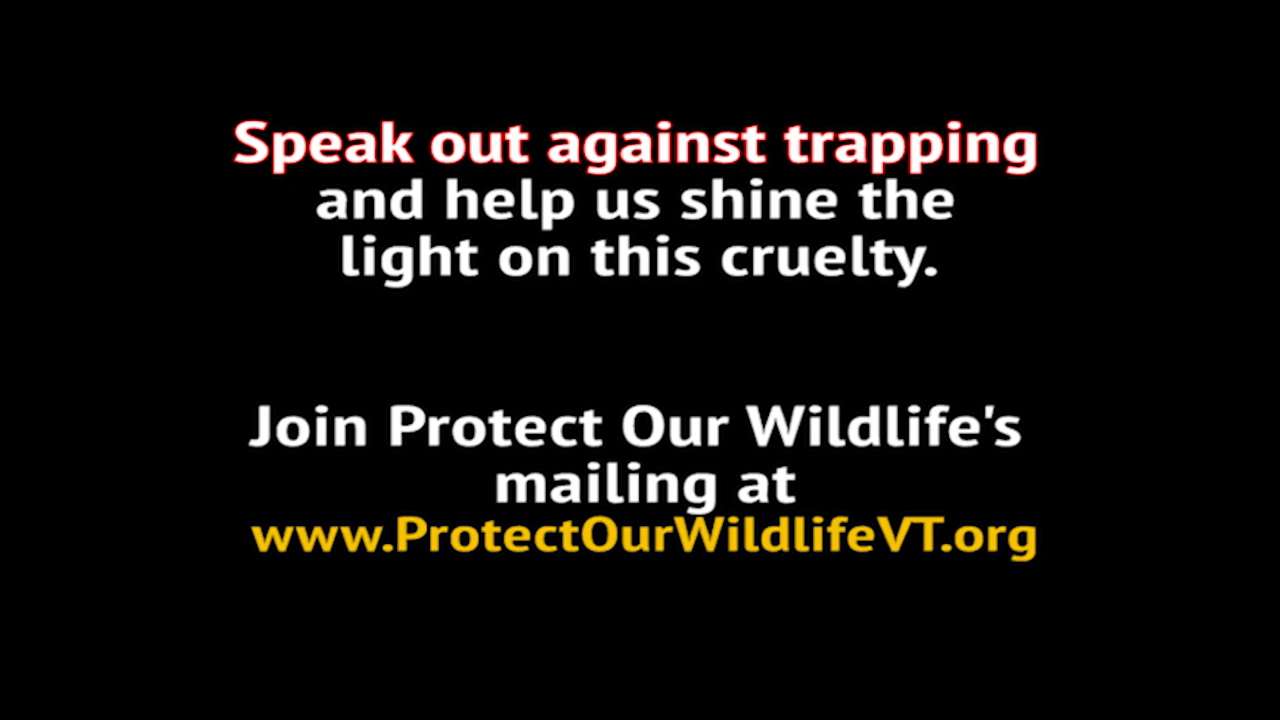 Speak out against trapping
and help us shine the
light on this cruelty.
Join Protect Our Wildlife's
mailing at
www.ProtectOurWildlifeVT.org